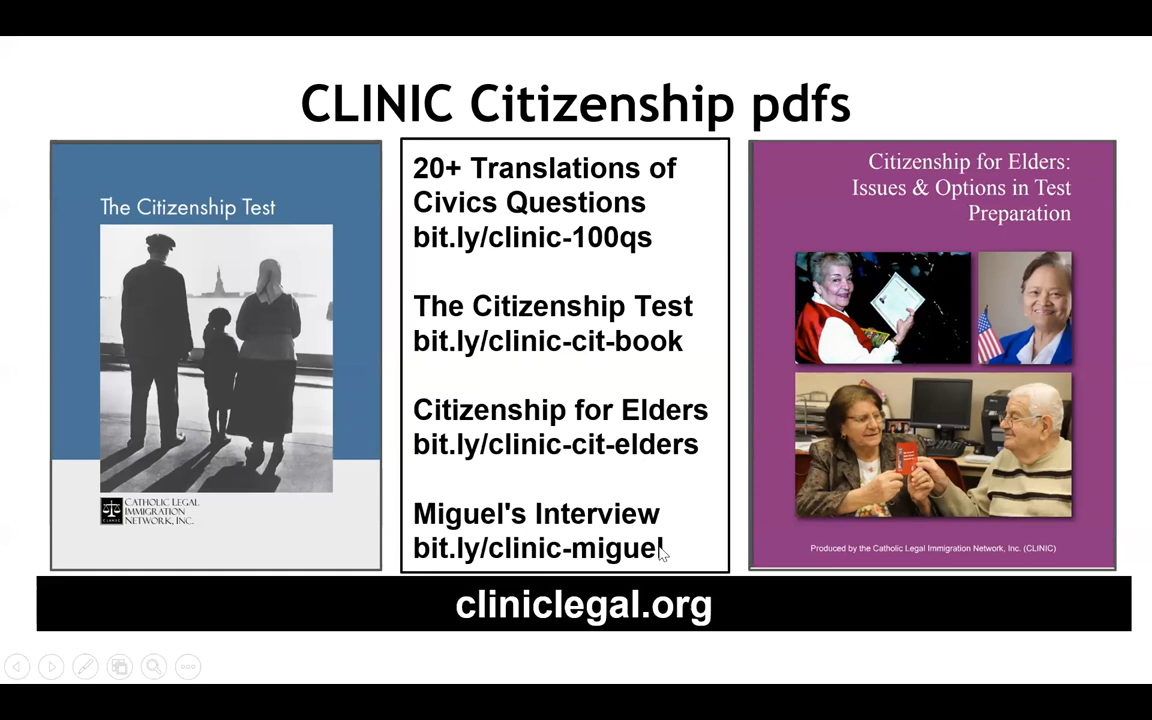 CLINIC Citizenship pdfs
The Citizenship Test
CLINIC
CATHOLIC LEGAL
IMMIGRATION
NETWORK, INC.
20+ Translations of
Civics Questions
bit.ly/clinic-100qs
The Citizenship Test
bit.ly/clinic-cit-book
Citizenship for Elders
bit.ly/clinic-cit-elders
Miguel's Interview
bit.ly/clinic-miguel
Citizenship for Elders:
Issues & Options in Test
Preparation
Produced by the Catholic Legal Immigration Network, Inc. (CLINIC)
cliniclegal.org